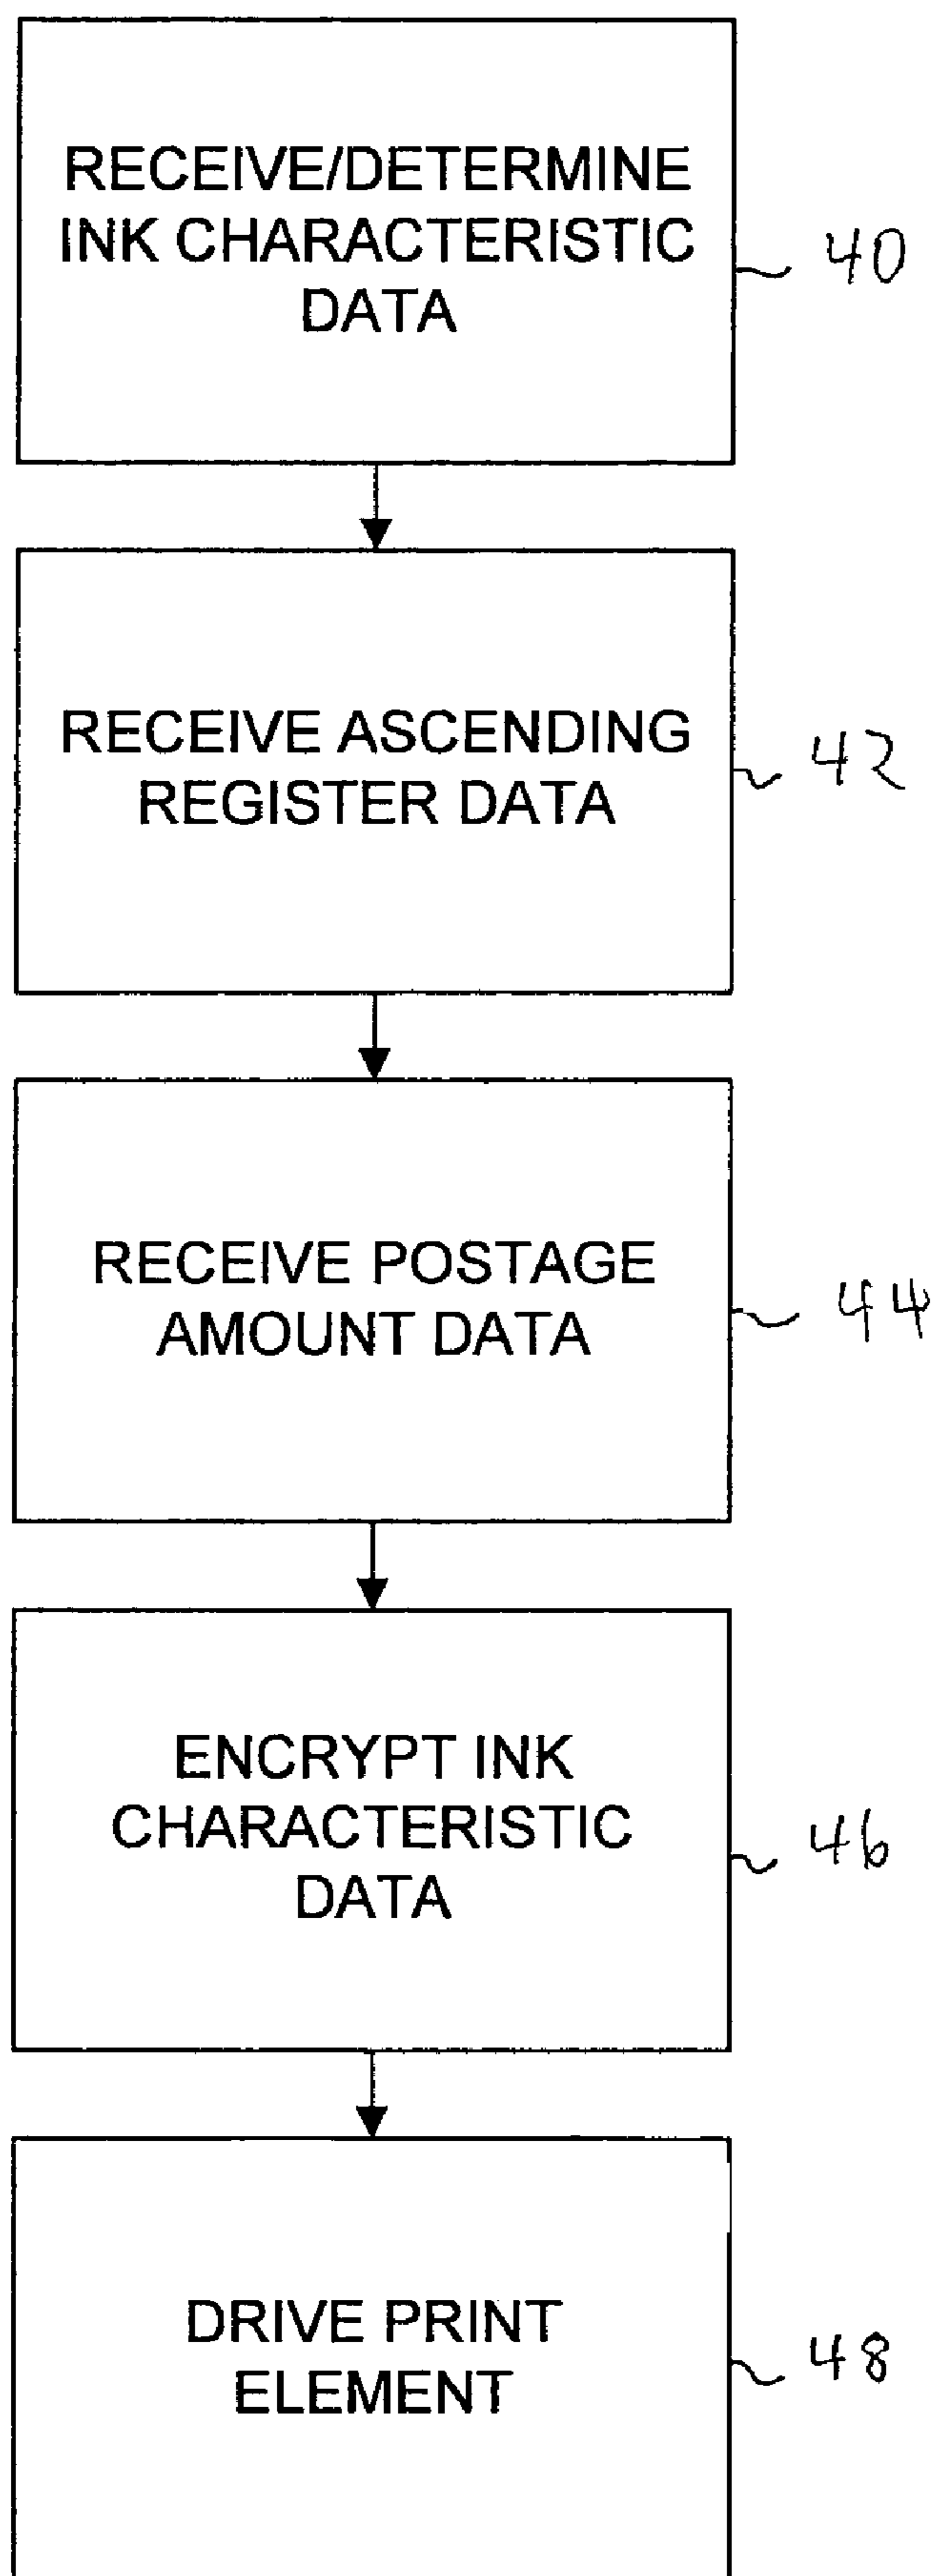 RECEIVE/DETERMINE
INK CHARACTERISTIC
DATA
40
RECEIVE ASCENDING
REGISTER DATA
42
RECEIVE POSTAGE
AMOUNT DATA
44
ENCRYPT INK
CHARACTERISTIC
DATA
46
DRIVE PRINT
ELEMENT
48